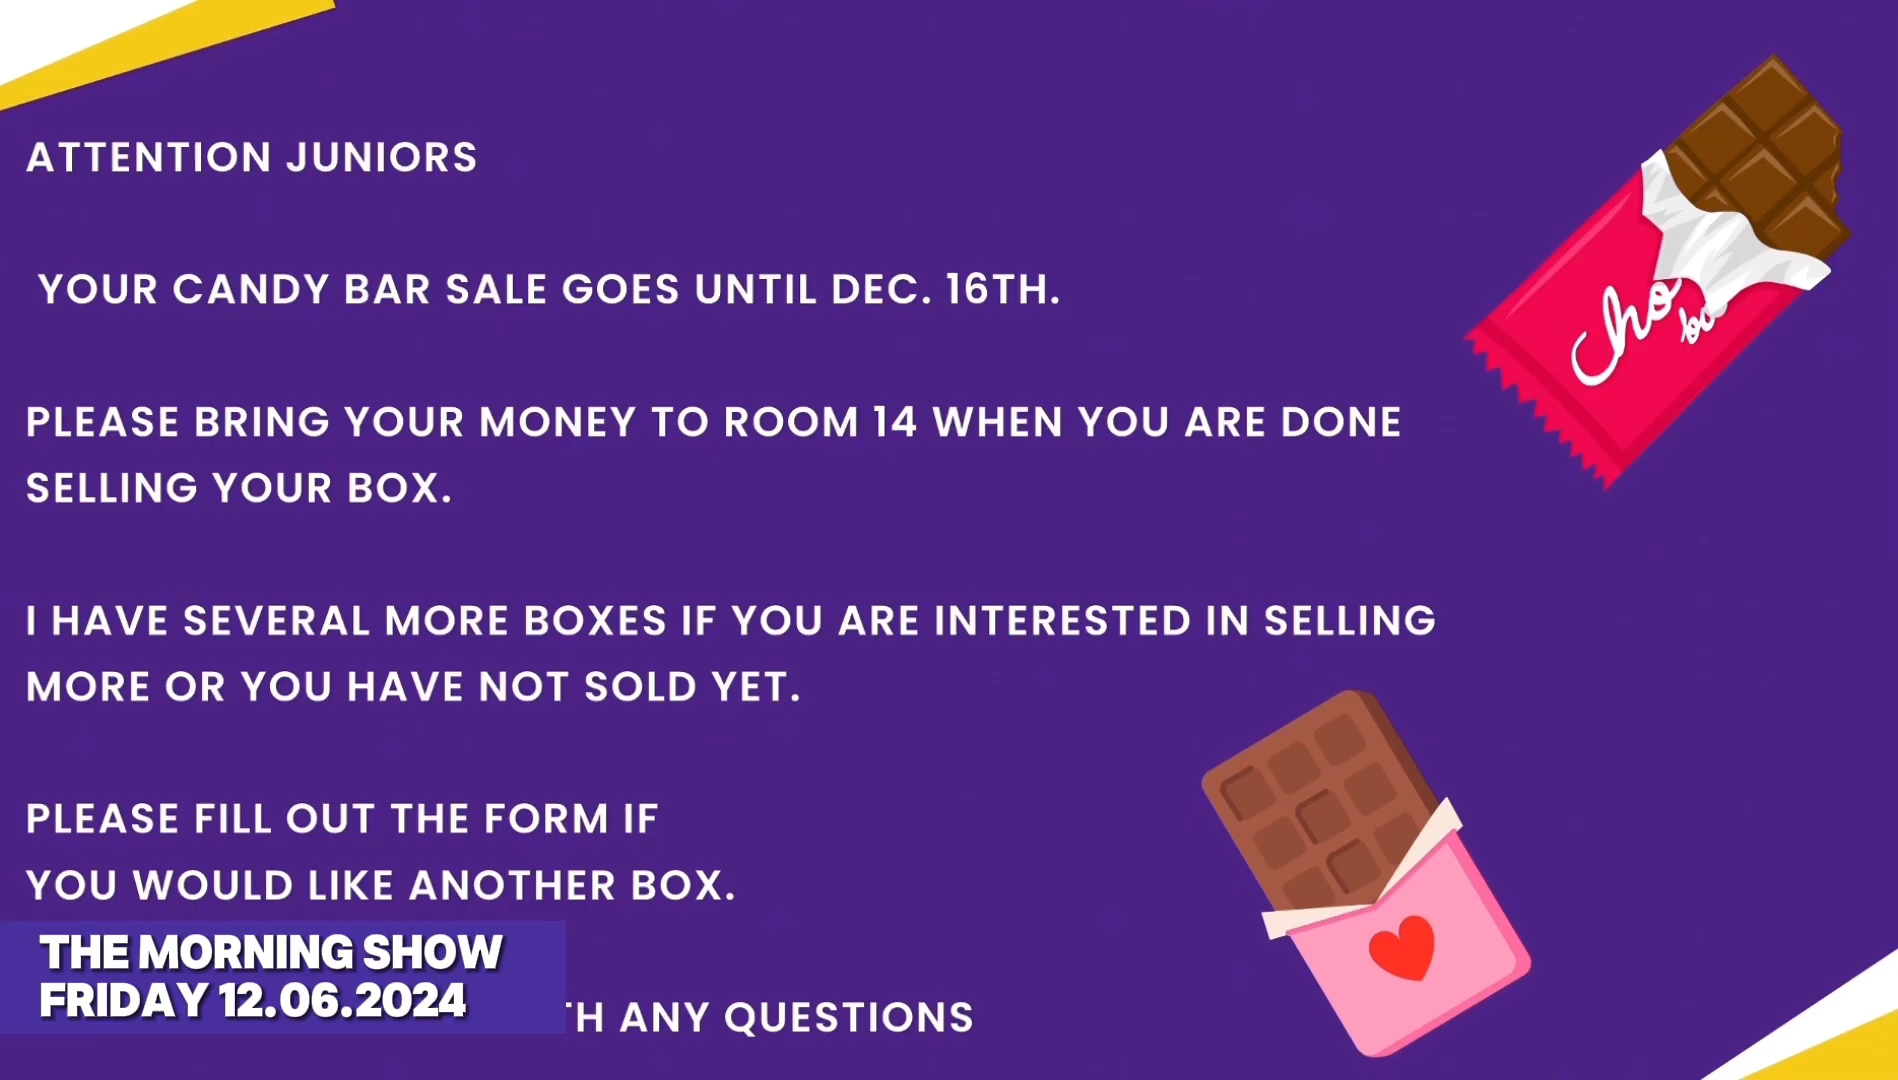 ATTENTION JUNIORS
YOUR CANDY BAR SALE GOES UNTIL DEC. 16TH.
PLEASE BRING YOUR MONEY TO ROOM 14 WHEN YOU ARE DONE
SELLING YOUR BOX.
I HAVE SEVERAL MORE BOXES IF YOU ARE INTERESTED IN SELLING
MORE OR YOU HAVE NOT SOLD YET.
PLEASE FILL OUT THE FORM IF
YOU WOULD LIKE ANOTHER BOX.
ANY QUESTIONS
THE MORNING SHOW
FRIDAY 12.06.2024
Cho